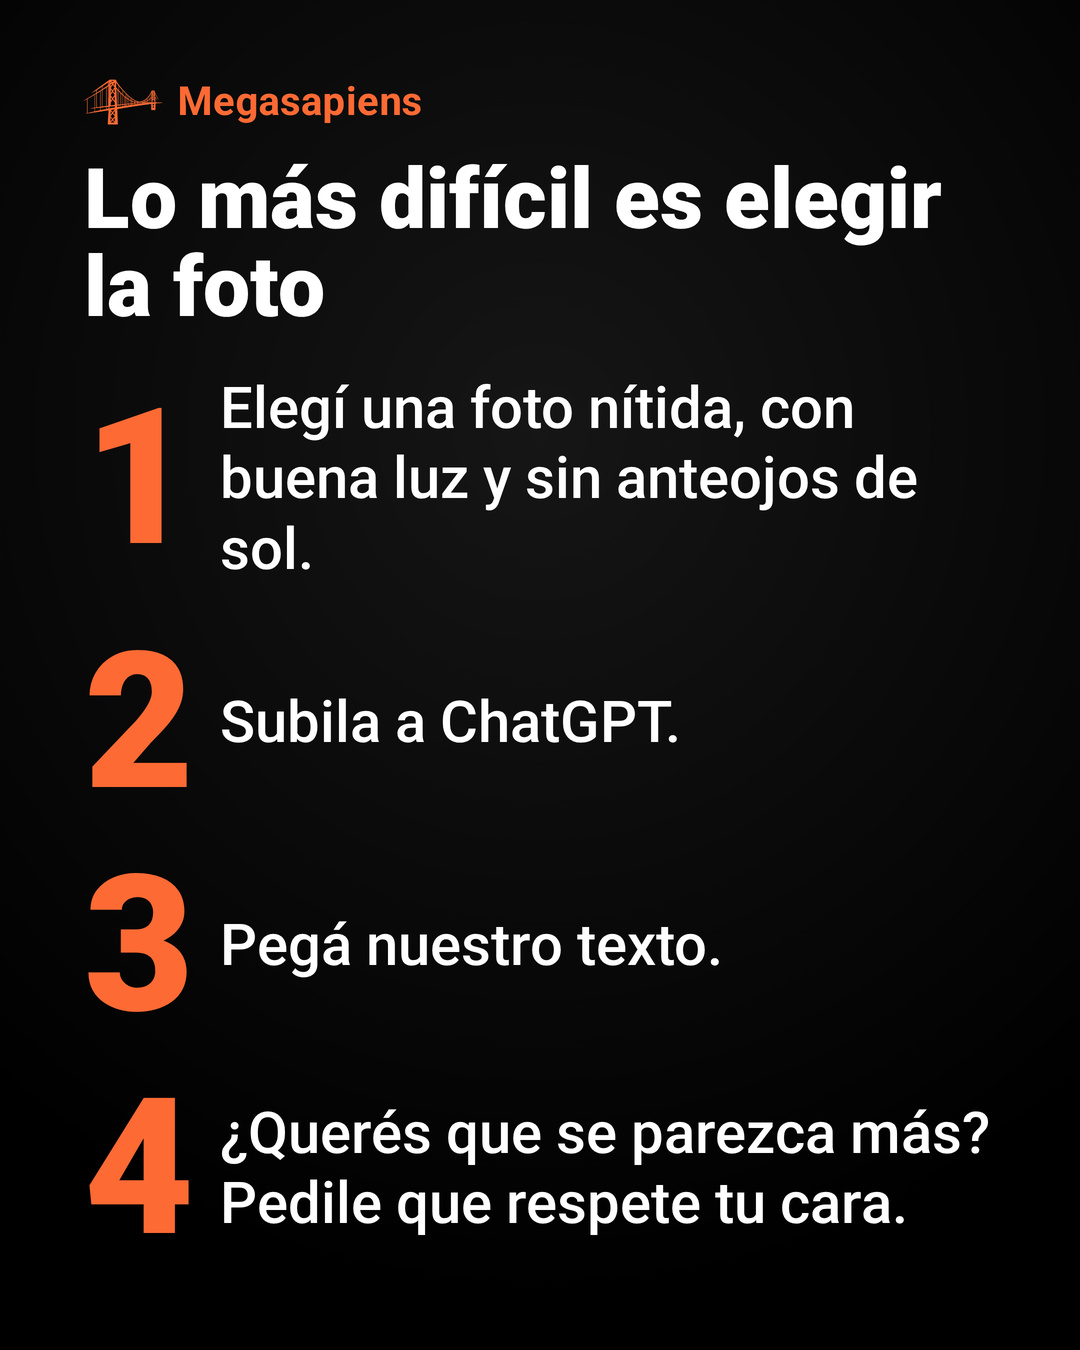 Megasapiens
Lo más difícil es elegir
la foto
1
Elegí una foto nítida, con
buena luz y sin anteojos de
sol.
2
Subila a ChatGPT.
3
Pegá nuestro texto.
4
¿Querés que se parezca más?
Pedile que respete tu cara.